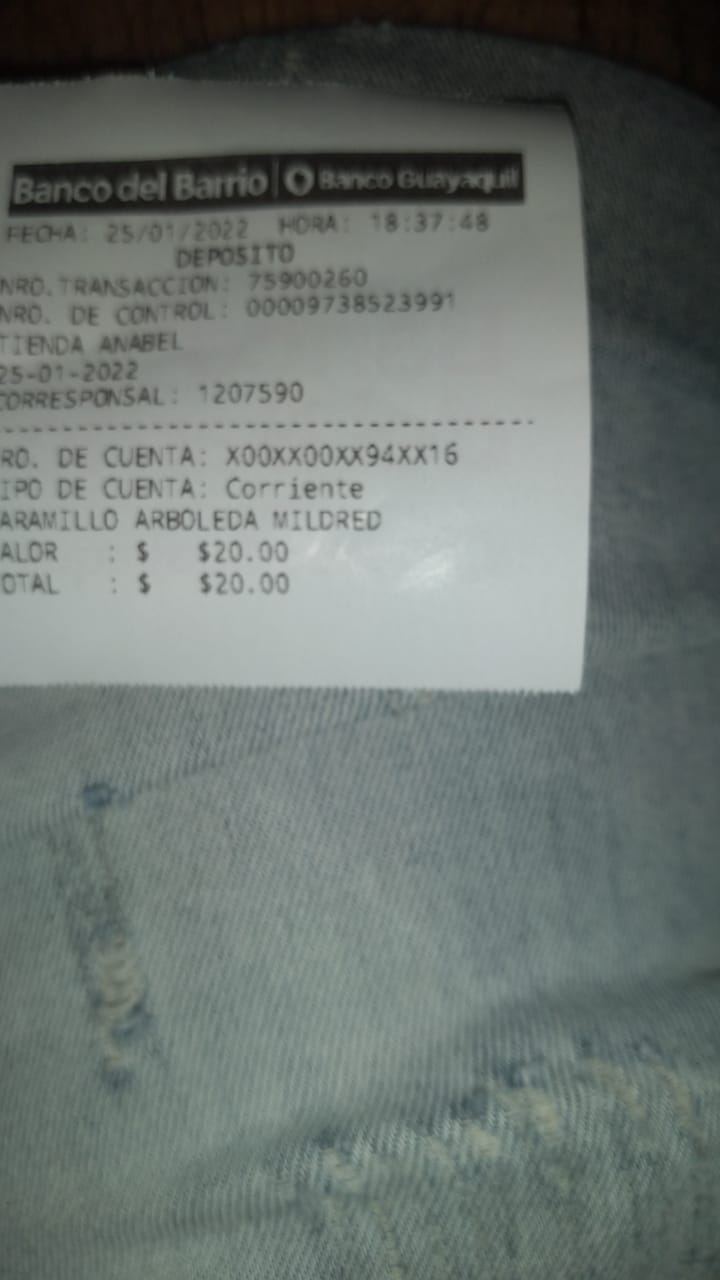 Banco del Barrio | Banco Guayaquil
FECHA: 25/01/2022 HORA: 18:37:48
DEPOSITO
NRO.TRANSACCION: 75900260
NRO. DE CONTROL: 00009738523991
TIENDA ANABEL
25-01-2022
CORRESPONSAL: 1207590
RO. DE CUENTA: X00XX00XX94XX16
IPO DE CUENTA: Corriente
ARAMILLO ARBOLEDA MILDRED
ALOR : $ $20.00
OTAL : $ $20.00